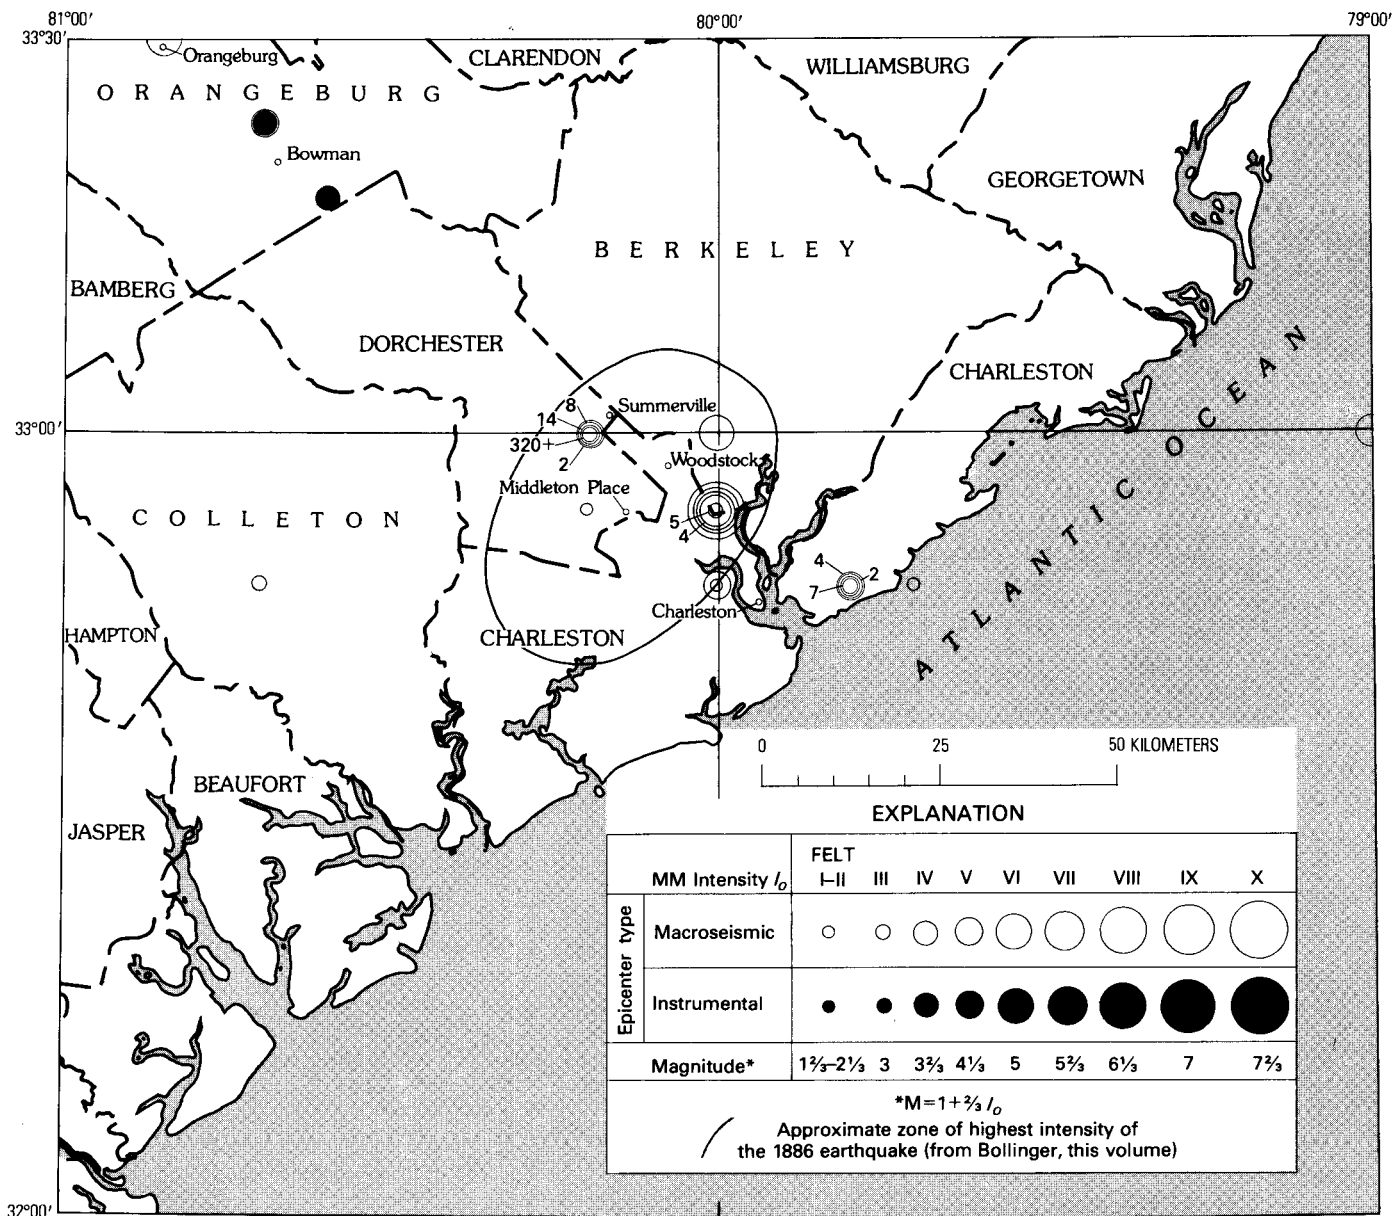 81°00′ 80°00′ 79°00′
33°30′
Orangeburg
CLARENDON
WILLIAMSBURG
O R A N G E B U R G
Bowman
GEORGETOWN
B E R K E L E Y
BAMBERG
DORCHESTER
CHARLESTON
A T L A N T I C O C E A N
8
14
320+
2
Summerville
33°00′
Woodstock
Middleton Place
C O L L E T O N
5
4
4
2
7
Charleston
HAMPTON
CHARLESTON
0 25 50 KILOMETERS
BEAUFORT
JASPER
EXPLANATION
FELT
MM Intensity I₀ I–II III IV V VI VII VIII IX X
Epicenter type
Macroseismic
Instrumental
Magnitude* 1⅔–2⅓ 3 3⅔ 4⅓ 5 5⅔ 6⅓ 7 7⅔
*M=1+⅔ I₀
Approximate zone of highest intensity of
the 1886 earthquake (from Bollinger, this volume)
32°00′